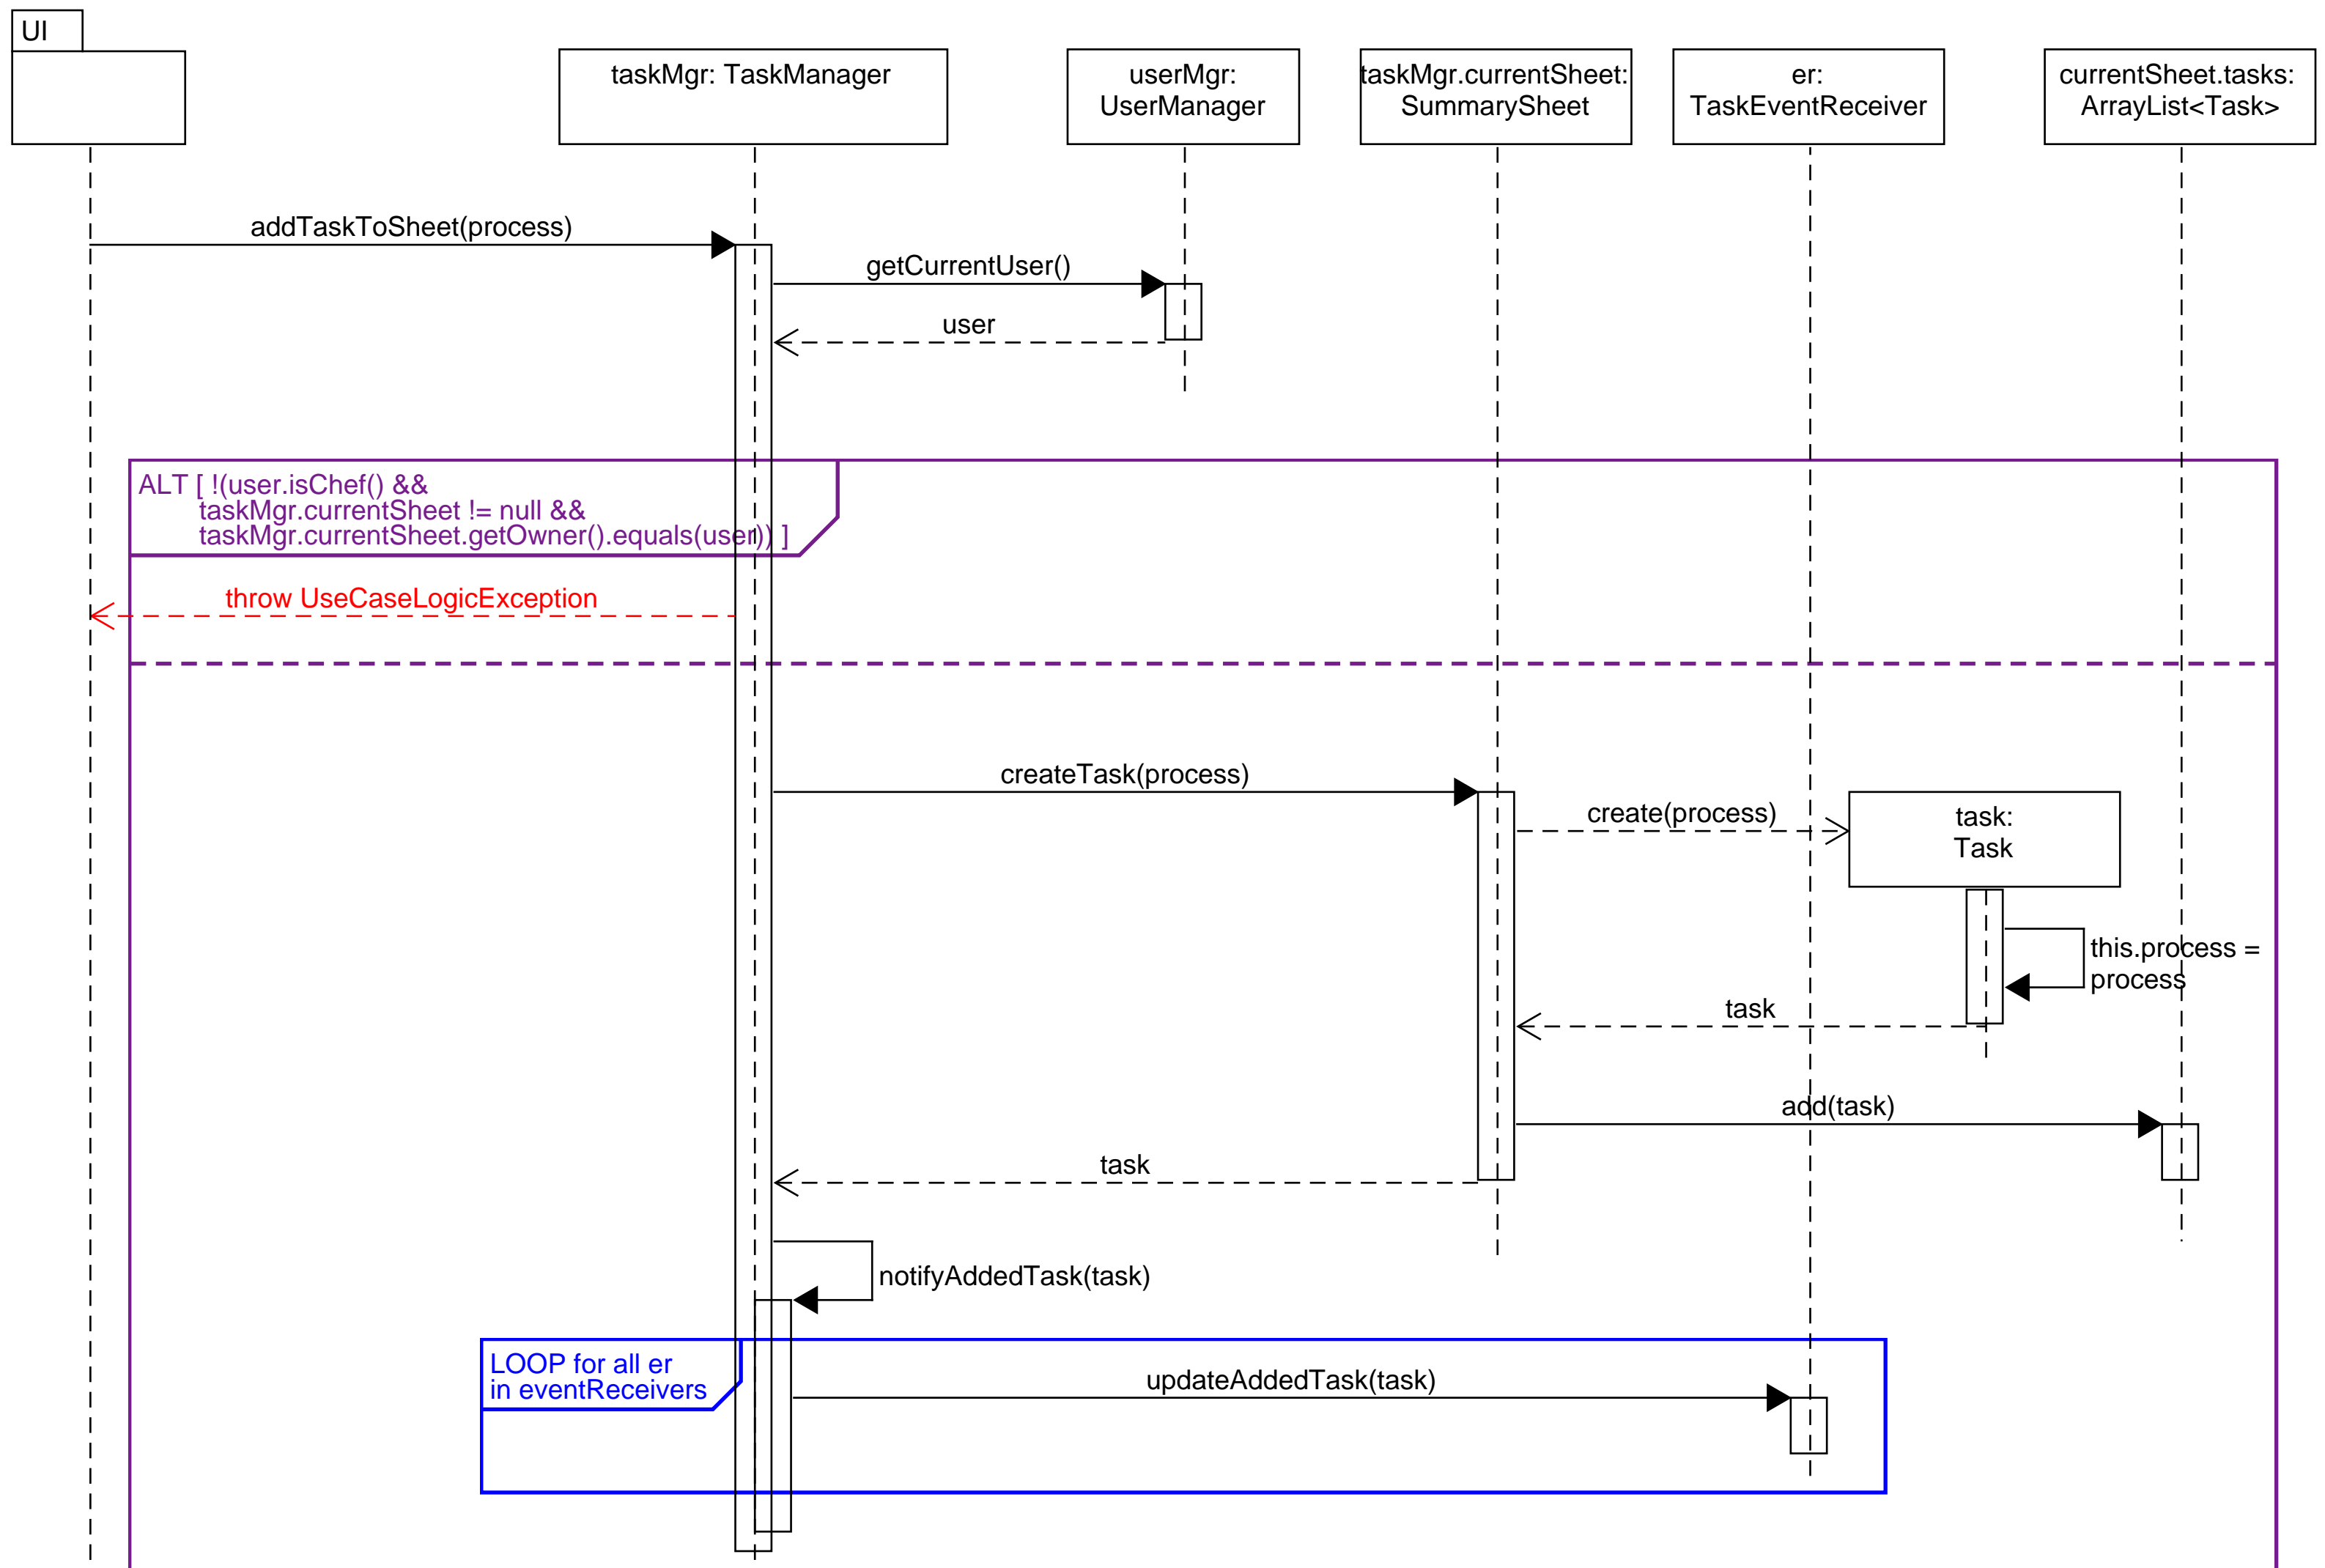 UI
taskMgr: TaskManager
userMgr:
UserManager
taskMgr.currentSheet:
SummarySheet
er:
TaskEventReceiver
currentSheet.tasks:
ArrayList<Task>
addTaskToSheet(process)
getCurrentUser()
user
ALT [ !(user.isChef() &&
taskMgr.currentSheet != null &&
taskMgr.currentSheet.getOwner().equals(user)) ]
throw UseCaseLogicException
createTask(process)
create(process)
task:
Task
this.process =
process
task
add(task)
task
notifyAddedTask(task)
LOOP for all er
in eventReceivers
updateAddedTask(task)